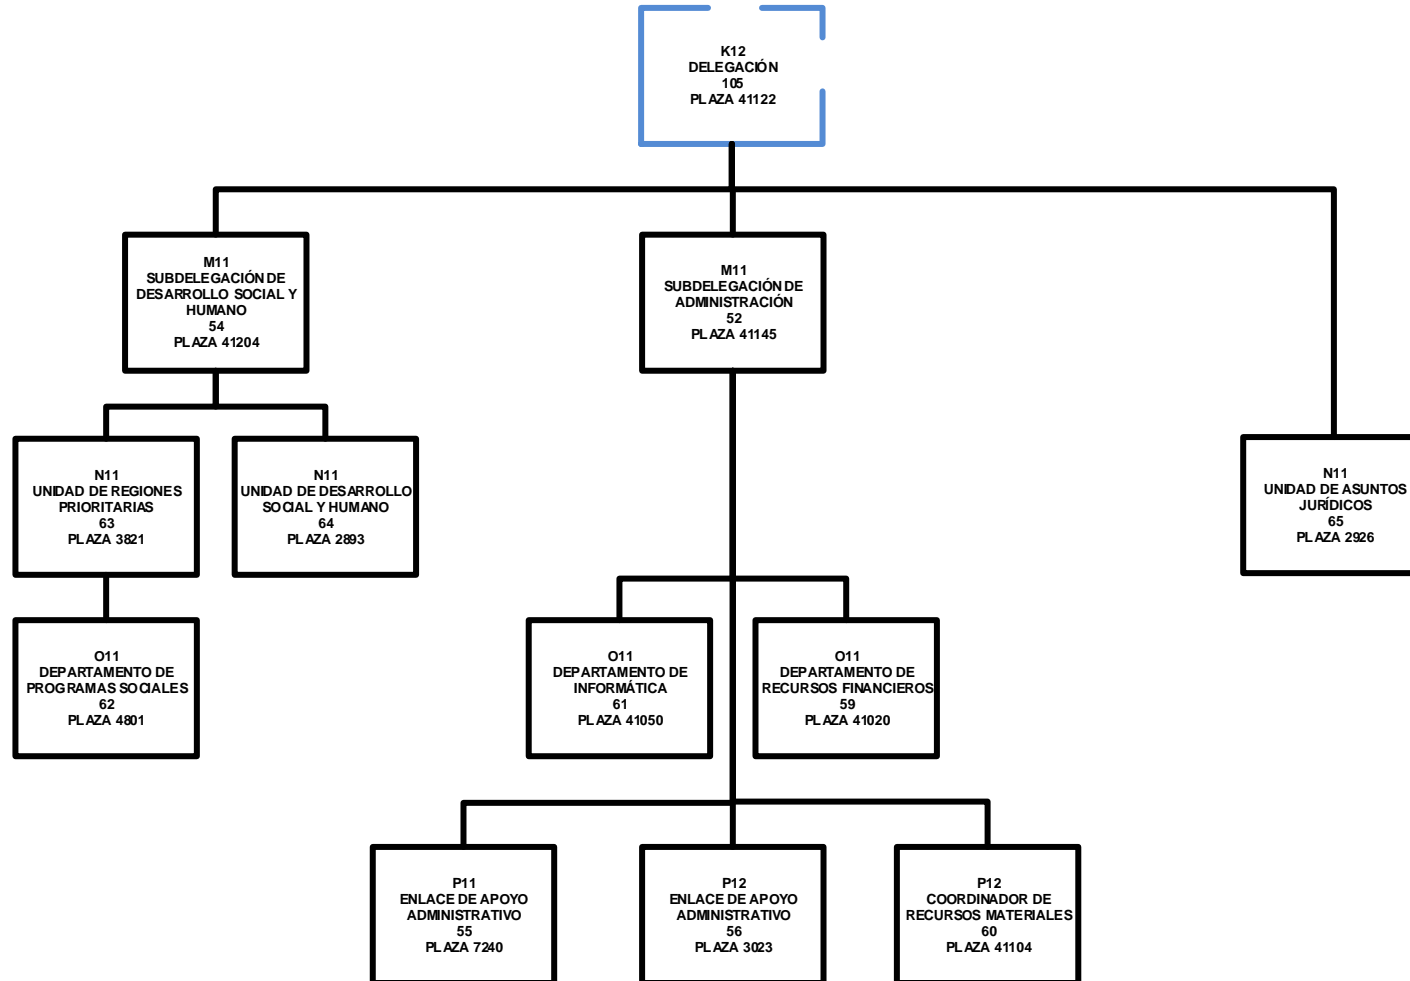 K12
DELEGACIÓN
105
PLAZA 41122
M11
SUBDELEGACIÓN DE
DESARROLLO SOCIAL Y
HUMANO
54
PLAZA 41204
M11
SUBDELEGACIÓN DE
ADMINISTRACIÓN
52
PLAZA 41145
N11
UNIDAD DE REGIONES
PRIORITARIAS
63
PLAZA 3821
N11
UNIDAD DE DESARROLLO
SOCIAL Y HUMANO
64
PLAZA 2893
N11
UNIDAD DE ASUNTOS
JURÍDICOS
65
PLAZA 2926
O11
DEPARTAMENTO DE
PROGRAMAS SOCIALES
62
PLAZA 4801
O11
DEPARTAMENTO DE
INFORMÁTICA
61
PLAZA 41050
O11
DEPARTAMENTO DE
RECURSOS FINANCIEROS
59
PLAZA 41020
P11
ENLACE DE APOYO
ADMINISTRATIVO
55
PLAZA 7240
P12
ENLACE DE APOYO
ADMINISTRATIVO
56
PLAZA 3023
P12
COORDINADOR DE
RECURSOS MATERIALES
60
PLAZA 41104